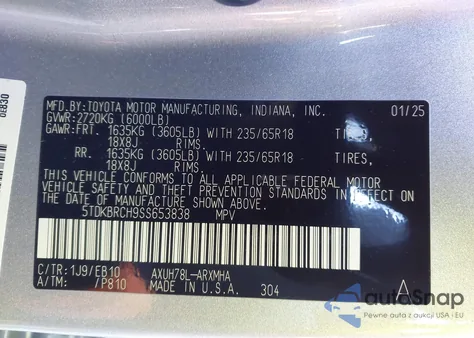 MFD.BY:TOYOTA MOTOR MANUFACTURING, INDIANA, INC. 01/25
GVWR:2720KG (6000LB)
GAWR:FRT. 1635KG (3605LB) WITH 235/65R18 TIRES,
18X8J RIMS.
RR. 1635KG (3605LB) WITH 235/65R18 TIRES,
18X8J RIMS.
THIS VEHICLE CONFORMS TO ALL APPLICABLE FEDERAL MOTOR
VEHICLE SAFETY AND THEFT PREVENTION STANDARDS IN EFFECT ON
THE DATE OF MANUFACTURE SHOWN ABOVE.
5TDKBRCH9SS653838 MPV
C/TR:1J9/EB10 AXUH78L-ARXMHA
A/TM: /P810 MADE IN U.S.A. 304 A
0E830
autoSnap
Pewne auta z aukcji USA - EU